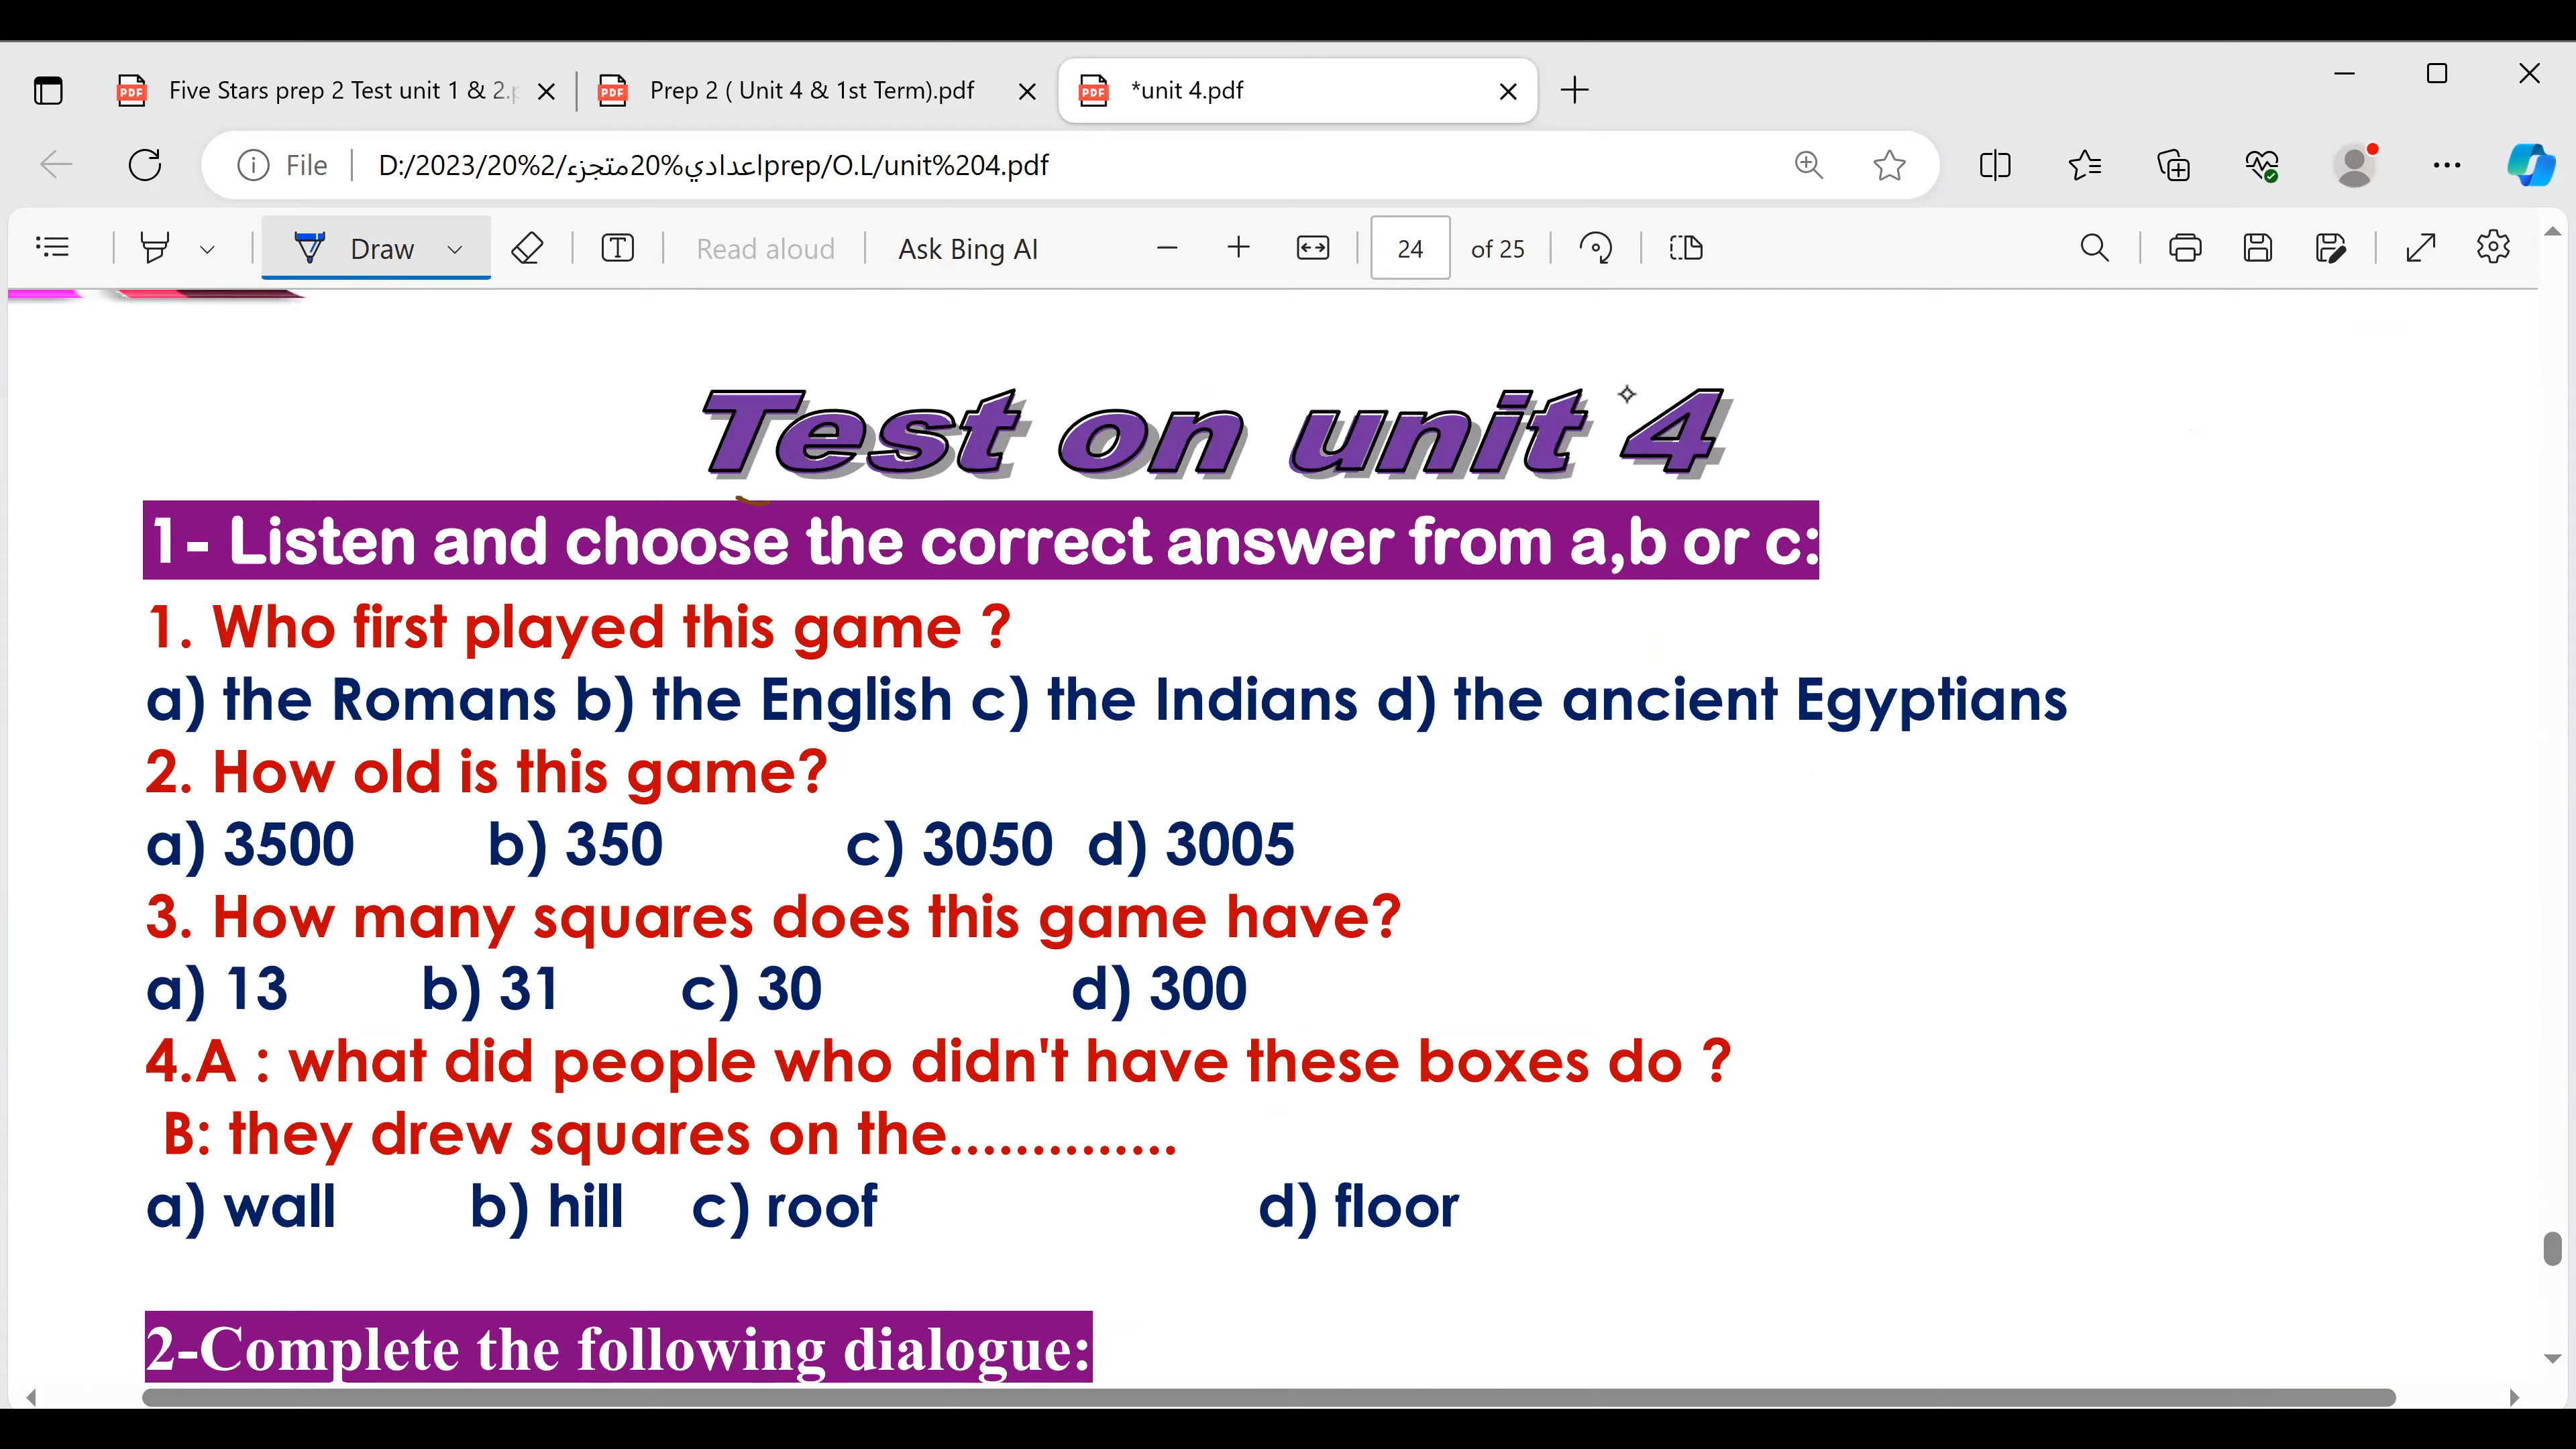 Five Stars prep 2 Test unit 1 & 2.p
Prep 2 ( Unit 4 & 1st Term).pdf
*unit 4.pdf
File
D:/2023/20%2/اعدادي%20متجزء/prep/O.L/unit%204.pdf
Draw
Read aloud
Ask Bing AI
24 of 25
Test on unit 4
1- Listen and choose the correct answer from a,b or c:
1. Who first played this game ?
a) the Romans b) the English c) the Indians d) the ancient Egyptians
2. How old is this game?
a) 3500 b) 350 c) 3050 d) 3005
3. How many squares does this game have?
a) 13 b) 31 c) 30 d) 300
4.A : what did people who didn't have these boxes do ?
B: they drew squares on the..............
a) wall b) hill c) roof d) floor
2-Complete the following dialogue: